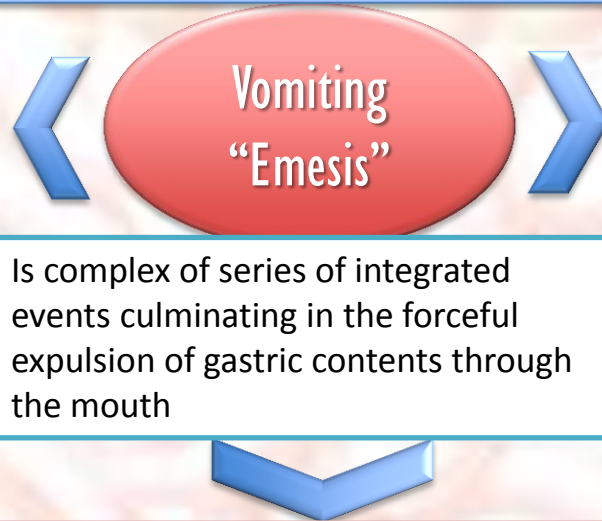 Vomiting
“Emesis”
Is complex of series of integrated
events culminating in the forceful
expulsion of gastric contents through
the mouth